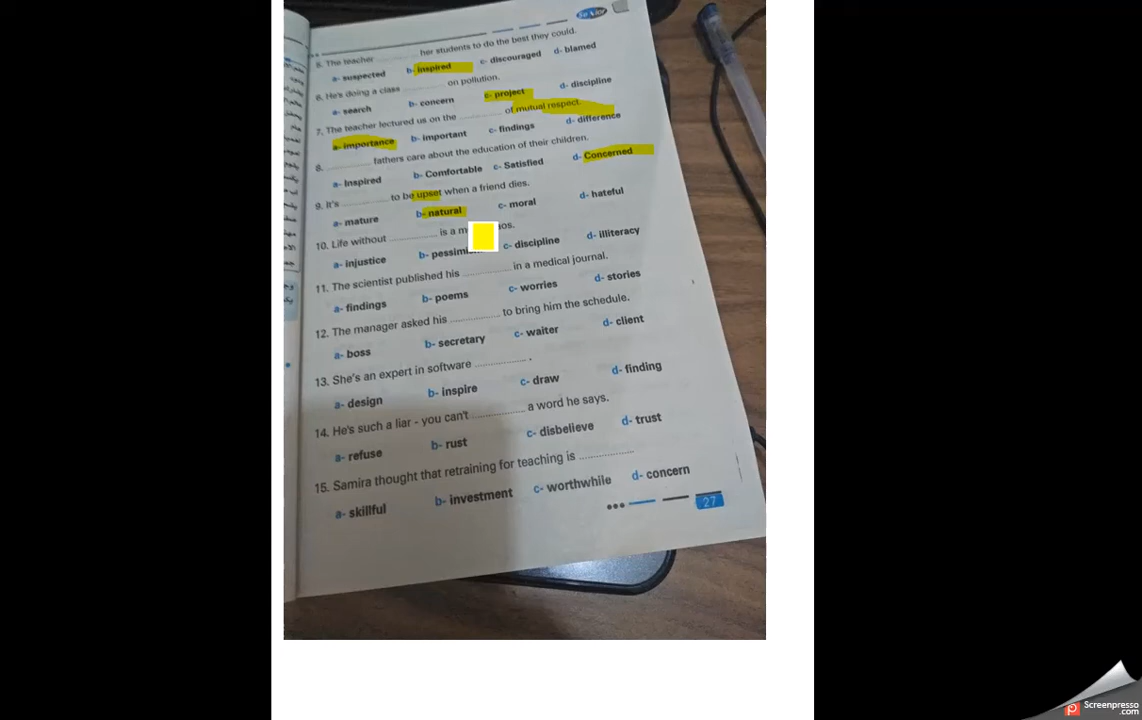 5. The teacher ............ her students to do the best they could.
a- suspected b- inspired c- discouraged d- blamed
6. He's doing a class ............ on pollution.
a- search b- concern c- project d- discipline
7. The teacher lectured us on the ............ of mutual respect.
a- importance b- important c- findings d- difference
8. ............ fathers care about the education of their children.
a- Inspired b- Comfortable c- Satisfied d- Concerned
9. It's ............ to be upset when a friend dies.
a- mature b- natural c- moral d- hateful
10. Life without ............ is a
a- injustice b- c- discipline d- illiteracy
11. The scientist published his ............ in a medical journal.
a- findings b- poems c- worries d- stories
12. The manager asked his ............ to bring him the schedule.
a- boss b- secretary c- waiter d- client
13. She's an expert in software ............ .
a- design b- inspire c- draw d- finding
14. He's such a liar - you can't ............ a word he says.
a- refuse b- rust c- disbelieve d- trust
15. Samira thought that retraining for teaching is ............
a- skillful b- investment c- worthwhile d- concern
27
Screenpresso
.com